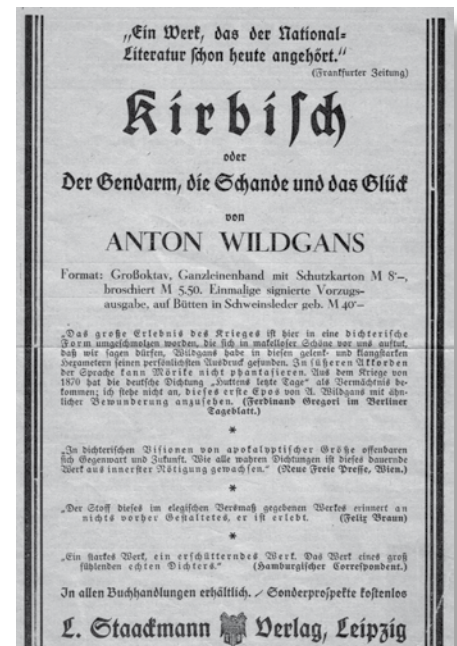 „Ein Werk, das der National-
Literatur schon heute angehört.“
(Frankfurter Zeitung)
Kirbisch
oder
Der Gendarm, die Schande und das Glück
von
ANTON WILDGANS
Format: Großoktav, Ganzleinenband mit Schutzkarton M 8·–,
broschiert M 5.50. Einmalige signierte Vorzugs-
ausgabe, auf Bütten in Schweinsleder geb. M 40·–
„Das große Erlebnis des Krieges ist hier in eine dichterische
Form umgeschmolzen worden, die sich in makelloser Schöne vor uns auftut,
daß wir sagen dürfen, Wildgans habe in diesen gelenk- und klangstarken
Hexametern seinen persönlichsten Ausdruck gefunden. In süßeren Akkorden
der Sprache kann Mörike nicht phantasieren. Aus dem Kriege von
1870 hat die deutsche Dichtung „Huttens letzte Tage“ als Vermächtnis be-
kommen; ich stehe nicht an, dieses erste Epos von A. Wildgans mit ähn-
licher Bewunderung anzusehen. (Ferdinand Gregori im Berliner
Tageblatt.)
*
„In dichterischen Visionen von apokalyptischer Größe offenbaren
sich Gegenwart und Zukunft. Wie alle wahren Dichtungen ist dieses dauernde
Werk aus innerster Nötigung gewachsen.“ (Neue Freie Presse, Wien.)
*
„Der Stoff dieses im elegischen Versmaß gegebenen Werkes erinnert an
nichts vorher Gestaltetes, er ist erlebt. (Felix Braun)
*
„Ein starkes Werk, ein erschütterndes Werk. Das Werk eines groß
fühlenden echten Dichters.“ (Hamburgischer Correspondent.)
In allen Buchhandlungen erhältlich. / Sonderprospekte kostenlos
L. Staackmann Verlag, Leipzig